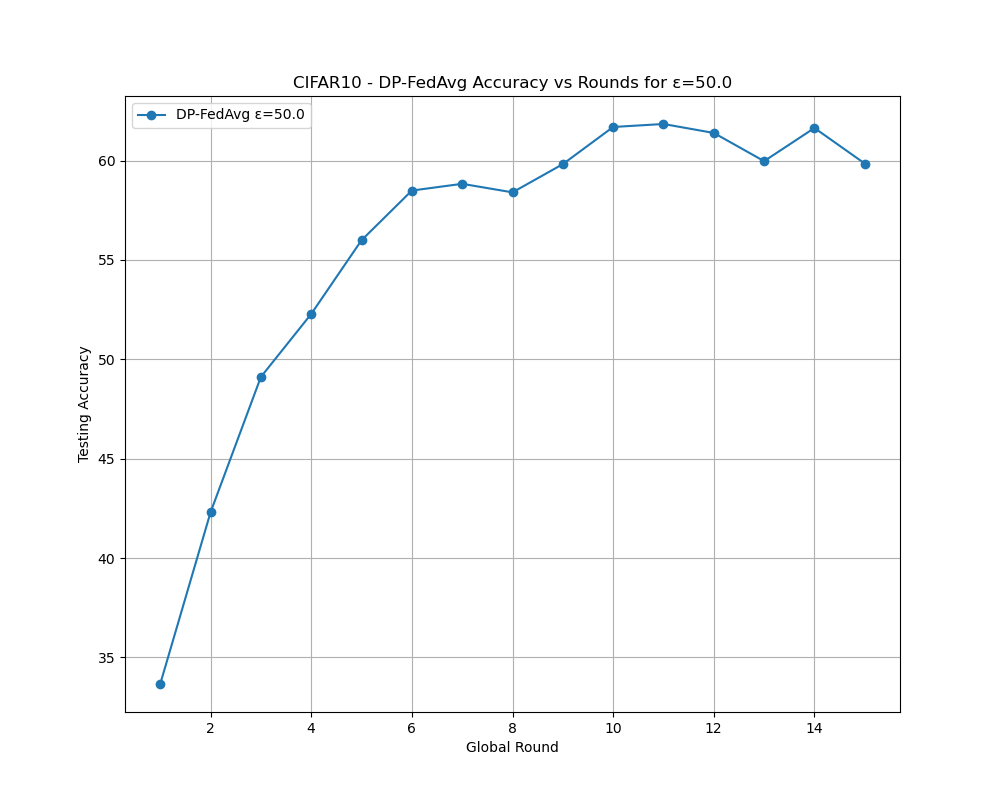 CIFAR10 - DP-FedAvg Accuracy vs Rounds for ε=50.0
DP-FedAvg ε=50.0
Testing Accuracy
60
55
50
45
40
35
2 4 6 8 10 12 14
Global Round